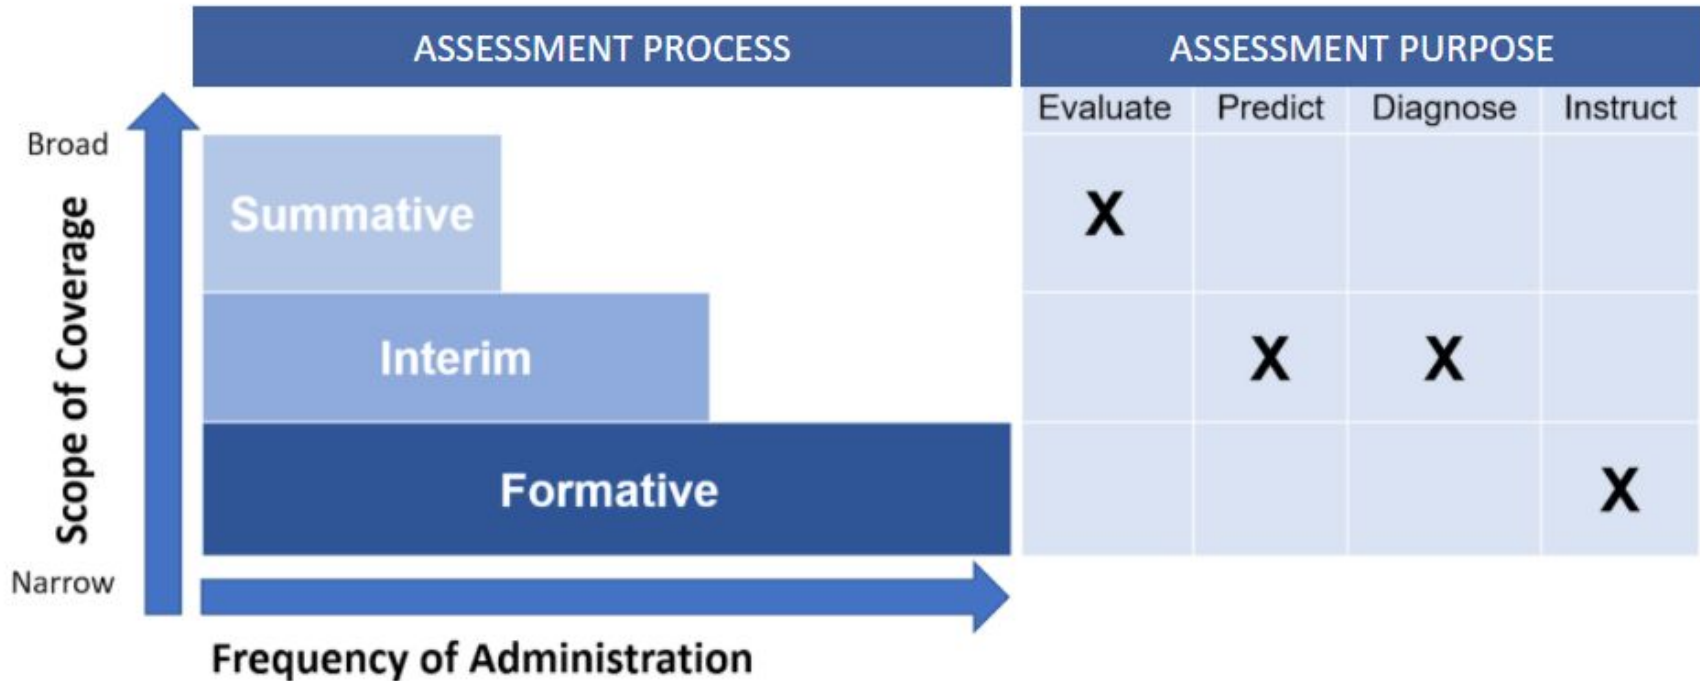 ASSESSMENT PROCESS
ASSESSMENT PURPOSE
Evaluate Predict Diagnose Instruct
Broad
Scope of Coverage
Narrow
Summative
X
Interim
X X
Formative
X
Frequency of Administration